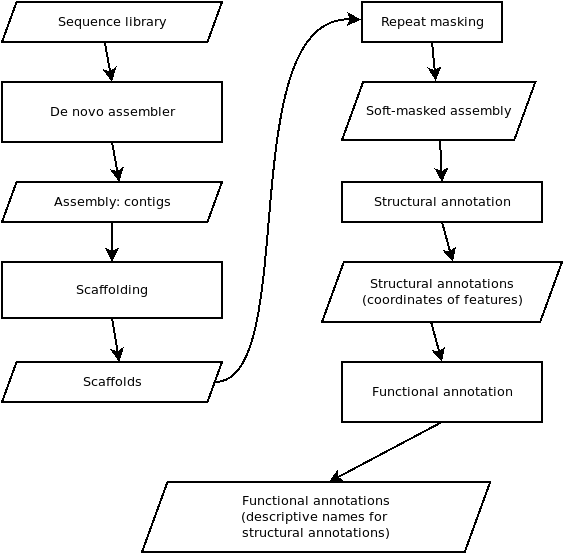 Sequence library
De novo assembler
Assembly: contigs
Scaffolding
Scaffolds
Repeat masking
Soft-masked assembly
Structural annotation
Structural annotations
(coordinates of features)
Functional annotation
Functional annotations
(descriptive names for
structural annotations)